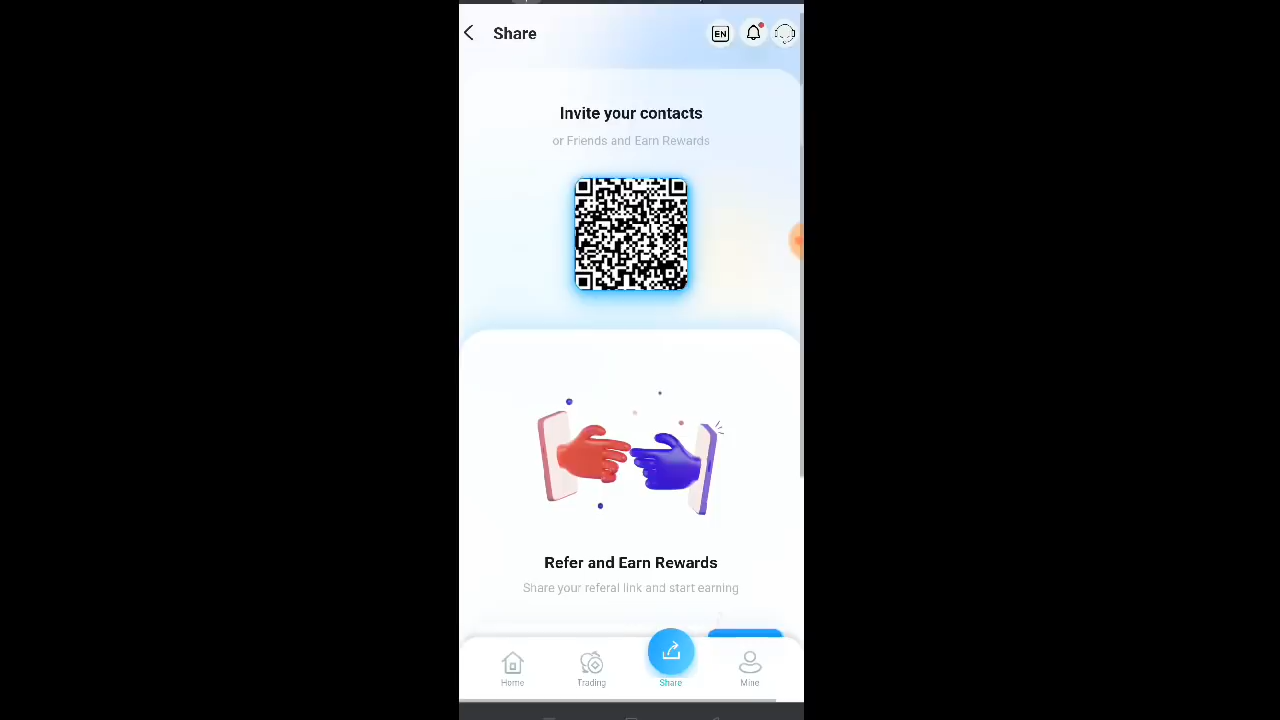 Share
EN
Invite your contacts
or Friends and Earn Rewards
Refer and Earn Rewards
Share your referal link and start earning
Home
Trading
Share
Mine